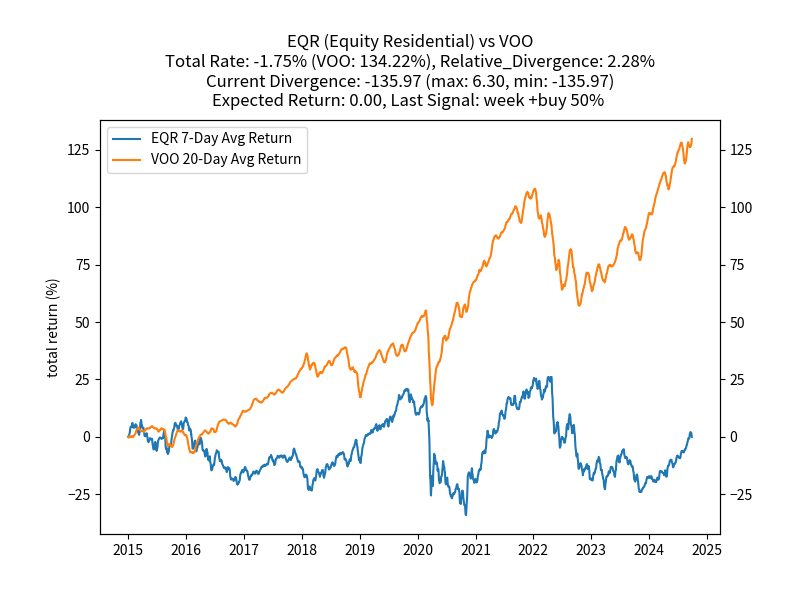 EQR (Equity Residential) vs VOO
Total Rate: -1.75% (VOO: 134.22%), Relative_Divergence: 2.28%
Current Divergence: -135.97 (max: 6.30, min: -135.97)
Expected Return: 0.00, Last Signal: week +buy 50%
EQR 7-Day Avg Return
VOO 20-Day Avg Return
total return (%)
125 125
100 100
75 75
50 50
25 25
0 0
−25 −25
2015 2016 2017 2018 2019 2020 2021 2022 2023 2024 2025